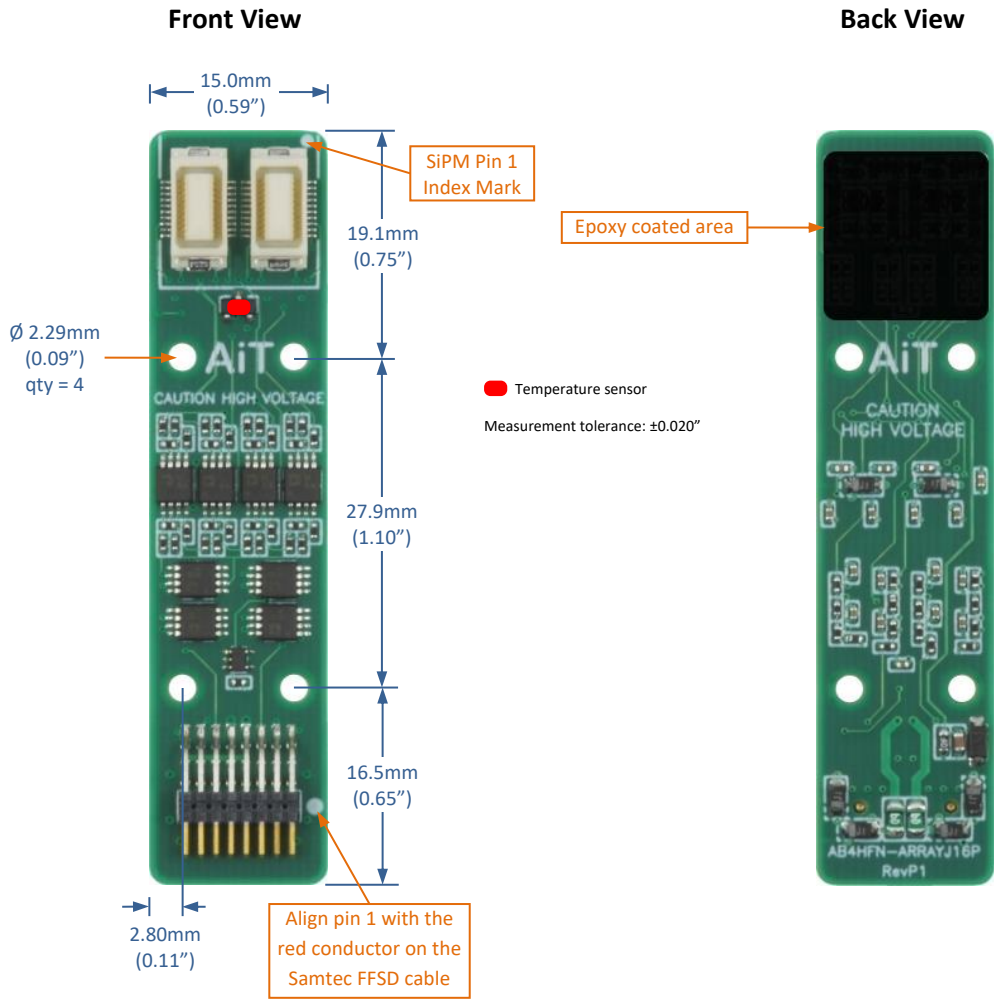 Front View
Back View
15.0mm
(0.59”)
SiPM Pin 1
Index Mark
19.1mm
(0.75”)
Epoxy coated area
Ø 2.29mm
(0.09”)
qty = 4
AiT
CAUTION HIGH VOLTAGE
AiT
CAUTION
HIGH VOLTAGE
Temperature sensor
Measurement tolerance: ±0.020”
27.9mm
(1.10”)
16.5mm
(0.65”)
2.80mm
(0.11”)
Align pin 1 with the
red conductor on the
Samtec FFSD cable
AB4HFN-ARRAYJ16P
RevP1